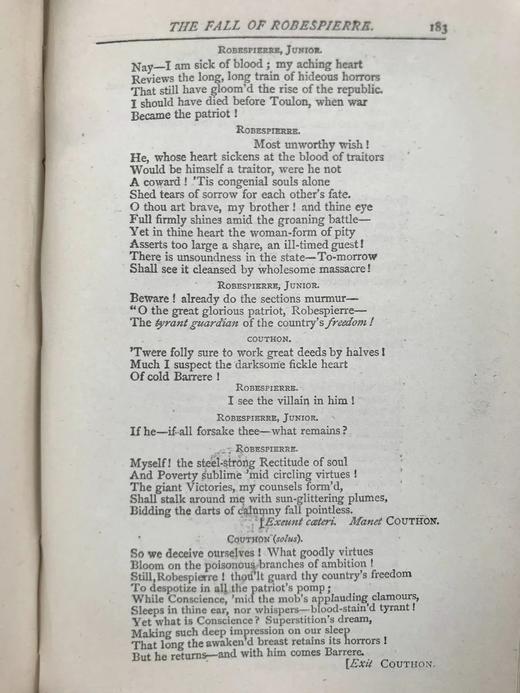 THE FALL OF ROBESPIERRE. 183
ROBESPIERRE, JUNIOR.
Nay—I am sick of blood ; my aching heart
Reviews the long, long train of hideous horrors
That still have gloom'd the rise of the republic.
I should have died before Toulon, when war
Became the patriot !
ROBESPIERRE.
Most unworthy wish !
He, whose heart sickens at the blood of traitors
Would be himself a traitor, were he not
A coward ! 'Tis congenial souls alone
Shed tears of sorrow for each other's fate.
O thou art brave, my brother ! and thine eye
Full firmly shines amid the groaning battle—
Yet in thine heart the woman-form of pity
Asserts too large a share, an ill-timed guest !
There is unsoundness in the state—To-morrow
Shall see it cleansed by wholesome massacre !
ROBESPIERRE, JUNIOR.
Beware ! already do the sections murmur—
"O the great glorious patriot, Robespierre—
The tyrant guardian of the country's freedom !
COUTHON.
'Twere folly sure to work great deeds by halves !
Much I suspect the darksome fickle heart
Of cold Barrere !
ROBESPIERRE.
I see the villain in him !
ROBESPIERRE, JUNIOR.
If he—if all forsake thee—what remains ?
ROBESPIERRE.
Myself! the steel-strong Rectitude of soul
And Poverty sublime 'mid circling virtues !
The giant Victories, my counsels form'd,
Shall stalk around me with sun-glittering plumes,
Bidding the darts of calumny fall pointless.
[Exeunt cæteri. Manet COUTHON.
COUTHON (solus).
So we deceive ourselves ! What goodly virtues
Bloom on the poisonous branches of ambition !
Still, Robespierre ! thou'lt guard thy country's freedom
To despotize in all the patriot's pomp ;
While Conscience, 'mid the mob's applauding clamours,
Sleeps in thine ear, nor whispers—blood-stain'd tyrant !
Yet what is Conscience ? Superstition's dream,
Making such deep impression on our sleep
That long the awaken'd breast retains its horrors !
But he returns—and with him comes Barrere.
[Exit COUTHON.